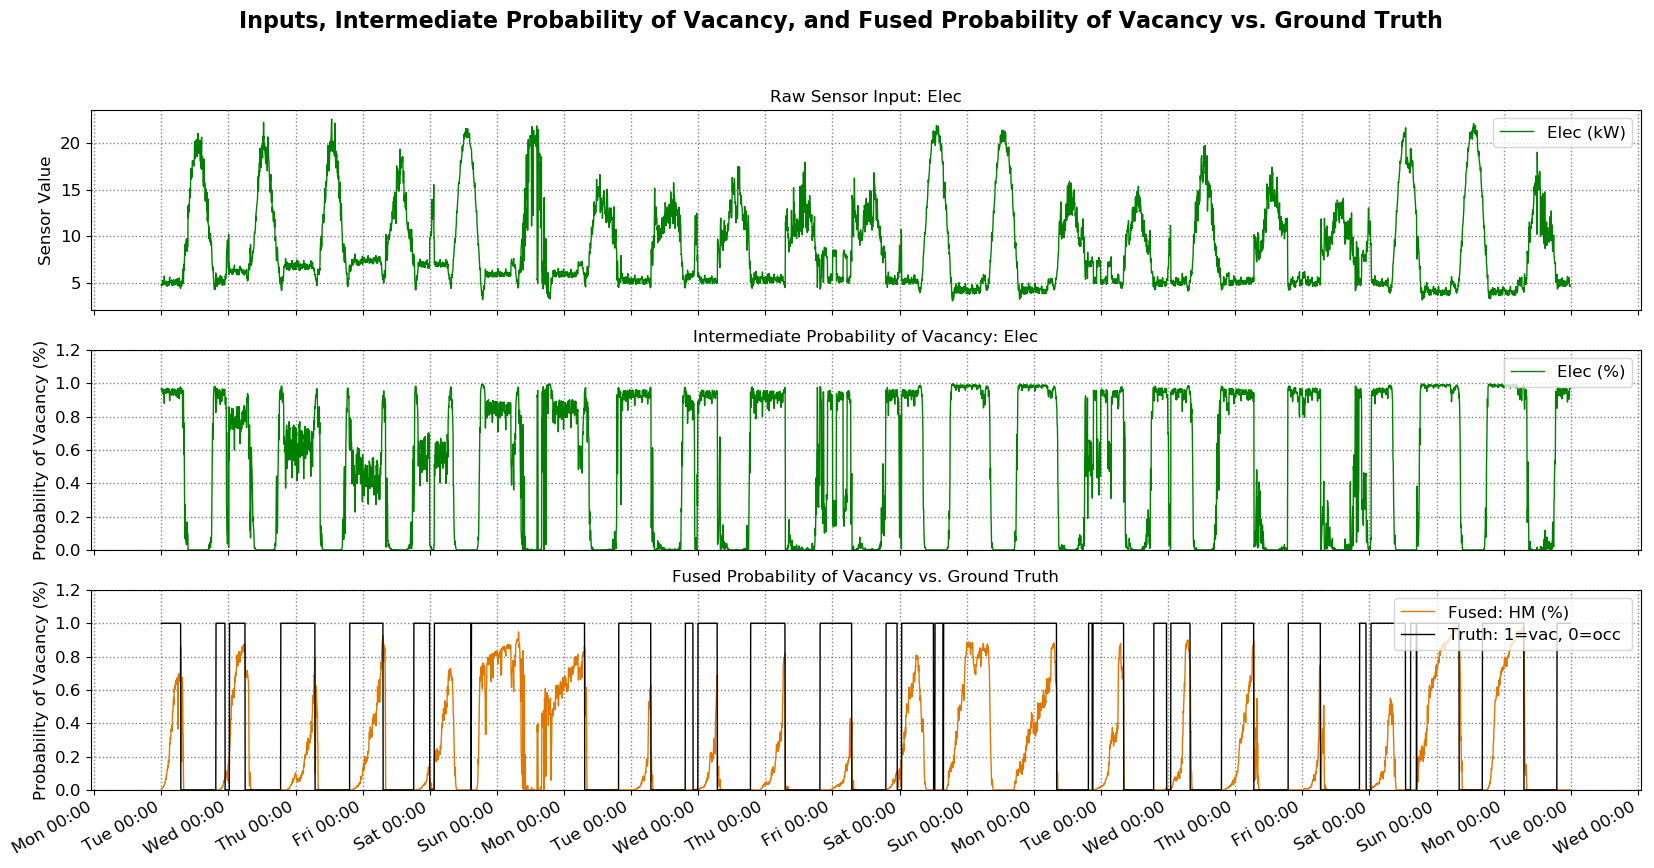 Inputs, Intermediate Probability of Vacancy, and Fused Probability of Vacancy vs. Ground Truth
Raw Sensor Input: Elec
Sensor Value
20
15
10
5
Elec (kW)
Intermediate Probability of Vacancy: Elec
Probability of Vacancy (%)
1.2
1.0
0.8
0.6
0.4
0.2
0.0
Elec (%)
Fused Probability of Vacancy vs. Ground Truth
Probability of Vacancy (%)
1.2
1.0
0.8
0.6
0.4
0.2
0.0
Fused: HM (%)
Truth: 1=vac, 0=occ
Mon 00:00
Tue 00:00
Wed 00:00
Thu 00:00
Fri 00:00
Sat 00:00
Sun 00:00
Mon 00:00
Tue 00:00
Wed 00:00
Thu 00:00
Fri 00:00
Sat 00:00
Sun 00:00
Mon 00:00
Tue 00:00
Wed 00:00
Thu 00:00
Fri 00:00
Sat 00:00
Sun 00:00
Mon 00:00
Tue 00:00
Wed 00:00